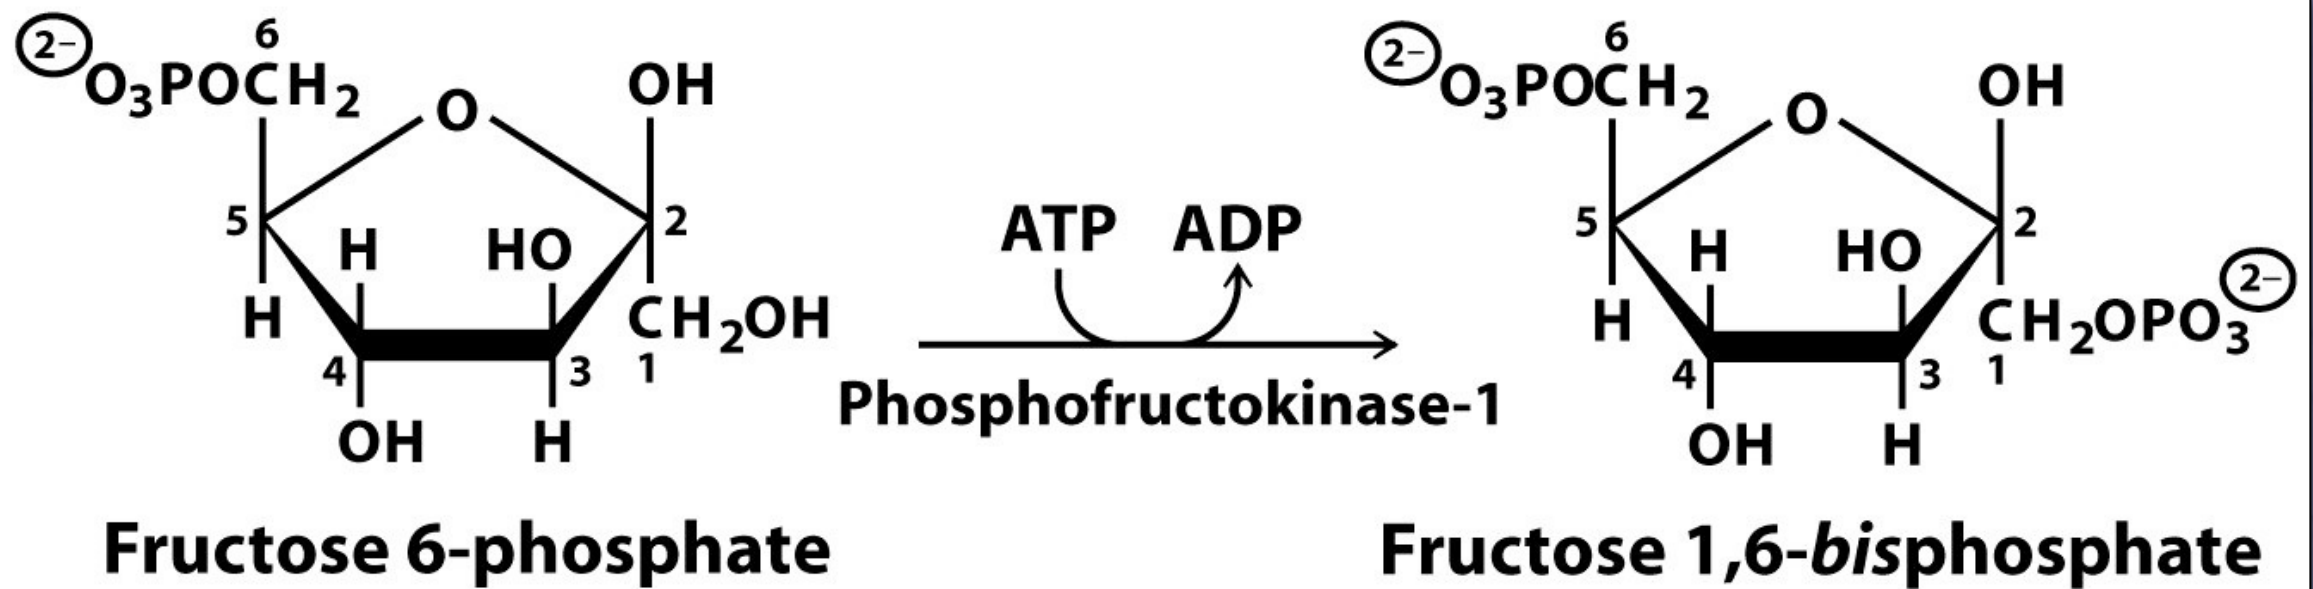 2− 6 2− 6
O3POCH2 O OH O3POCH2 O OH
5 H HO 2 ATP ADP 5 H HO 2 2−
H CH2OH H CH2OPO3
4 3 1 4 3 1
Phosphofructokinase-1
OH H OH H
Fructose 6-phosphate Fructose 1,6-bisphosphate